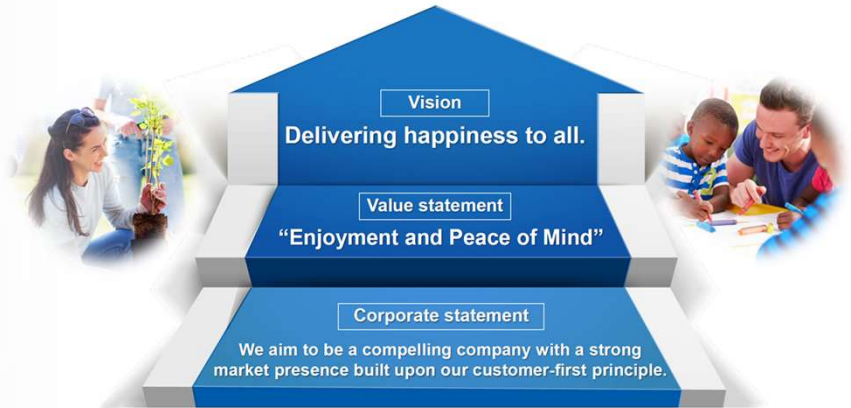 Vision
Delivering happiness to all.
Value statement
“Enjoyment and Peace of Mind”
Corporate statement
We aim to be a compelling company with a strong
market presence built upon our customer-first principle.